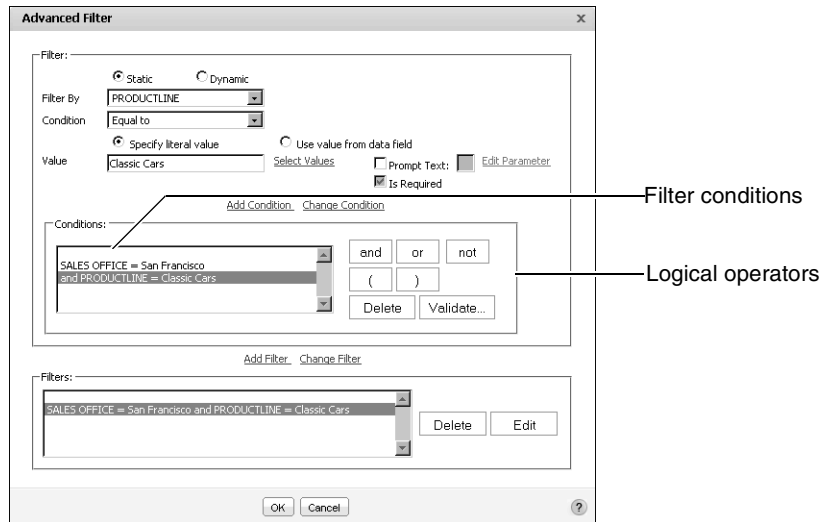 Advanced Filter x
Filter:
Static Dynamic
Filter By PRODUCTLINE
Condition Equal to
Specify literal value Use value from data field
Value Classic Cars Select Values Prompt Text: Edit Parameter
Is Required
Add Condition Change Condition
Filter conditions
Conditions:
and or not
SALES OFFICE = San Francisco
and PRODUCTLINE = Classic Cars
( )
Logical operators
Delete Validate...
Add Filter Change Filter
Filters:
SALES OFFICE = San Francisco and PRODUCTLINE = Classic Cars
Delete Edit
OK Cancel ?